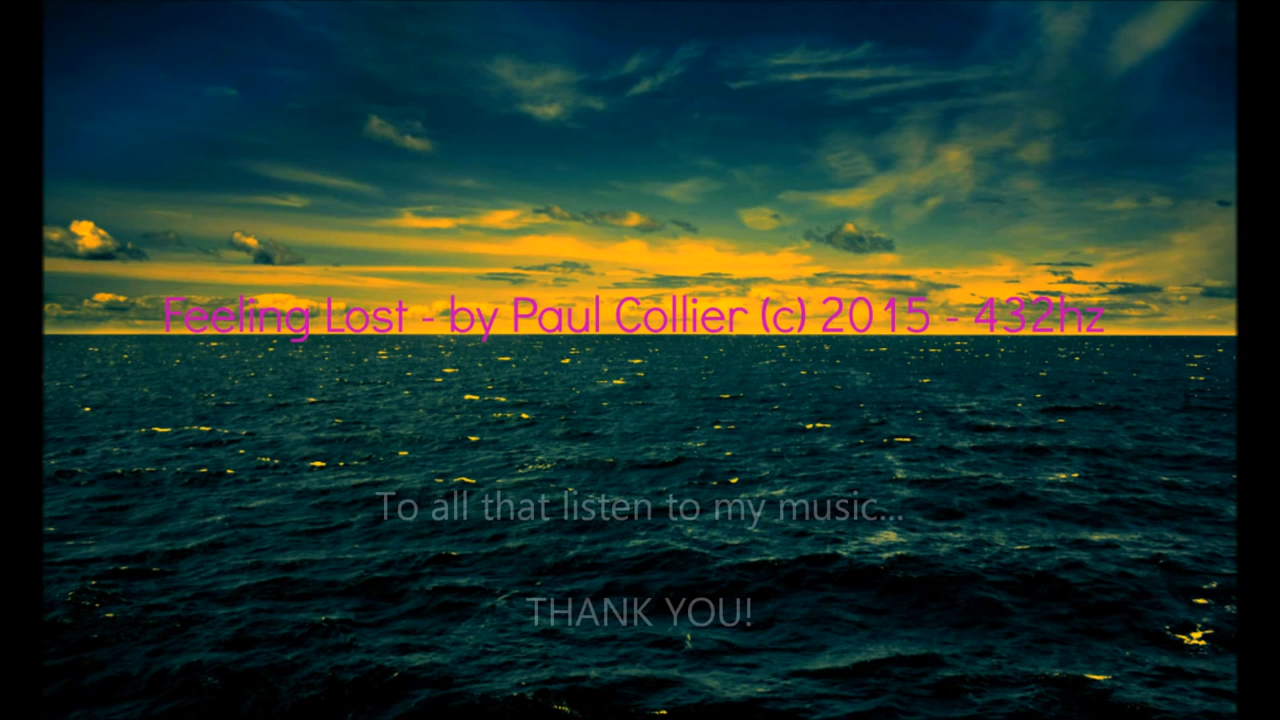 Feeling Lost - by Paul Collier (c) 2015 - 432hz
To all that listen to my music...
THANK YOU!